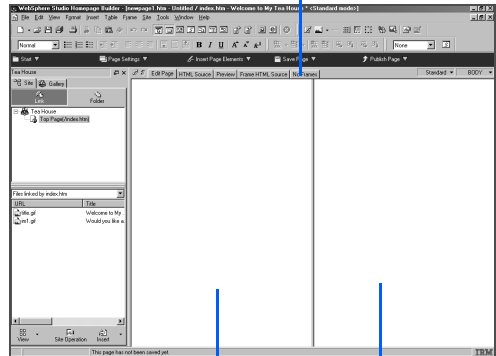 WebSphere Studio Homepage Builder - [newpage1.htm - Untitled / index.htm - Welcome to My Tea House * (Standard mode)]
File Edit View Format Insert Table Frame Site Tools Window Help
Normal B I U A A A None
Start Page Settings Insert Page Elements Save Page Publish Page
Tea House Edit Page HTML Source Preview Frame HTML Source NoFrames Standard BODY
Site Gallery
Link Folder
Tea House
Top Page(/index.htm)
Files linked by index.htm
URL Title
title.gif Welcome to My
Would you like a
View Site Operation Insert
This page has not been saved yet. IBM